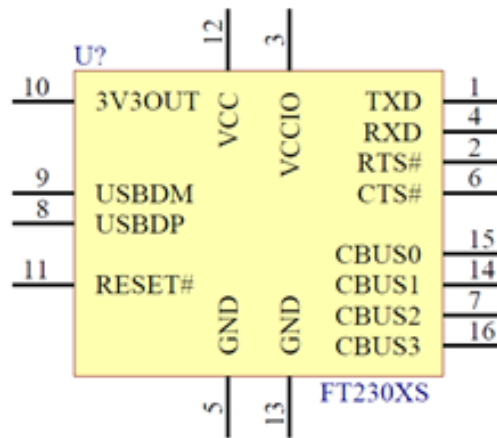 12 3
U?
10 3V3OUT VCC VCCIO TXD 1
RXD 4
RTS# 2
9 USBDM CTS# 6
8 USBDP
CBUS0 15
11 RESET# CBUS1 14
GND GND CBUS2 7
CBUS3 16
5 13 FT230XS